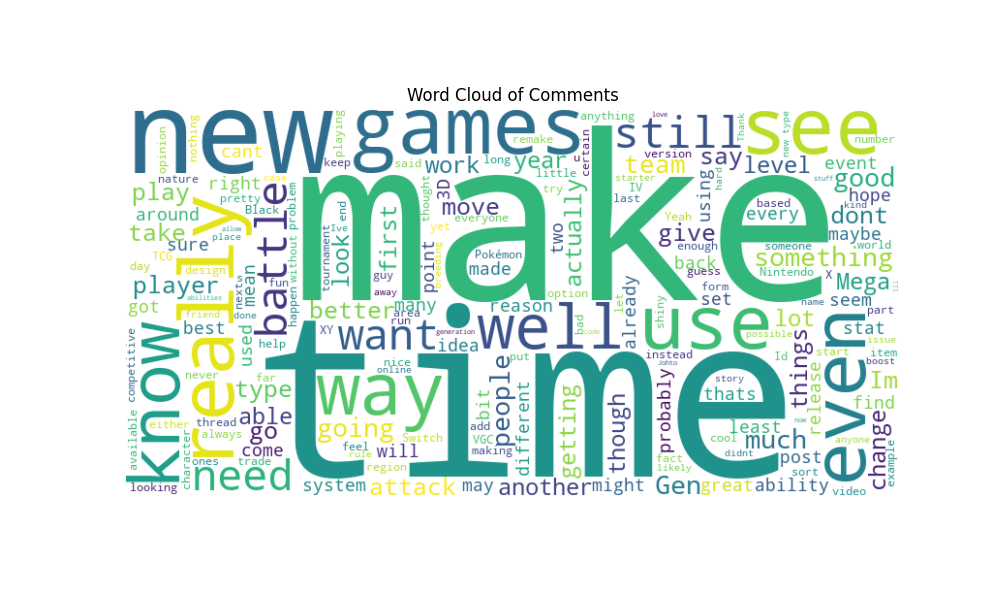 Word Cloud of Comments
new
games
still
see
make
time
really
know
battle
well
use
even
way
want
need
opinion
nothing
cant
keep
playing
said
work
long
year
remake
anything
little
certain
love
version
team
say
Thank
level
new type
number
event
good
hope
nature
case
play
right
pretty
Black
around
take
sure
place
allow
TCG
day
design
mean
player
got
abilities
friend
done
nexts
fun
happen
without problem
tournament
Ive
end
look
guy
away
first
thought
yet
point
breeding
3D
move
everyone
Pokémon
made
try
two
option
actually
IV
last
starter
give
enough
back
guess
Yeah
using
hard
based
every
someone
Nintendo
something
dont
maybe
kind
stuff
world
X
Mega
seem
name
part
form
set
shiny
let
already
bad
code
reason
many
better
area
run
XY
idea
generation
nice
online
people
put
bit
add
VGC
making
different
getting
though
probably
instead
Johto
story
thats
lot
possible
Id
things
start
release
stat
item
boost
issue
Im
find
change
example
anyone
now
video
post
sort
much
least
cool
didnt
fact
likely
great
ability
Gen
might
another
may
attack
system
region
rule
Switch
will
feel
going
far
type
never
help
used
best
competitive
available
looking
either
thread
always
able
go
come
ones
trade
character